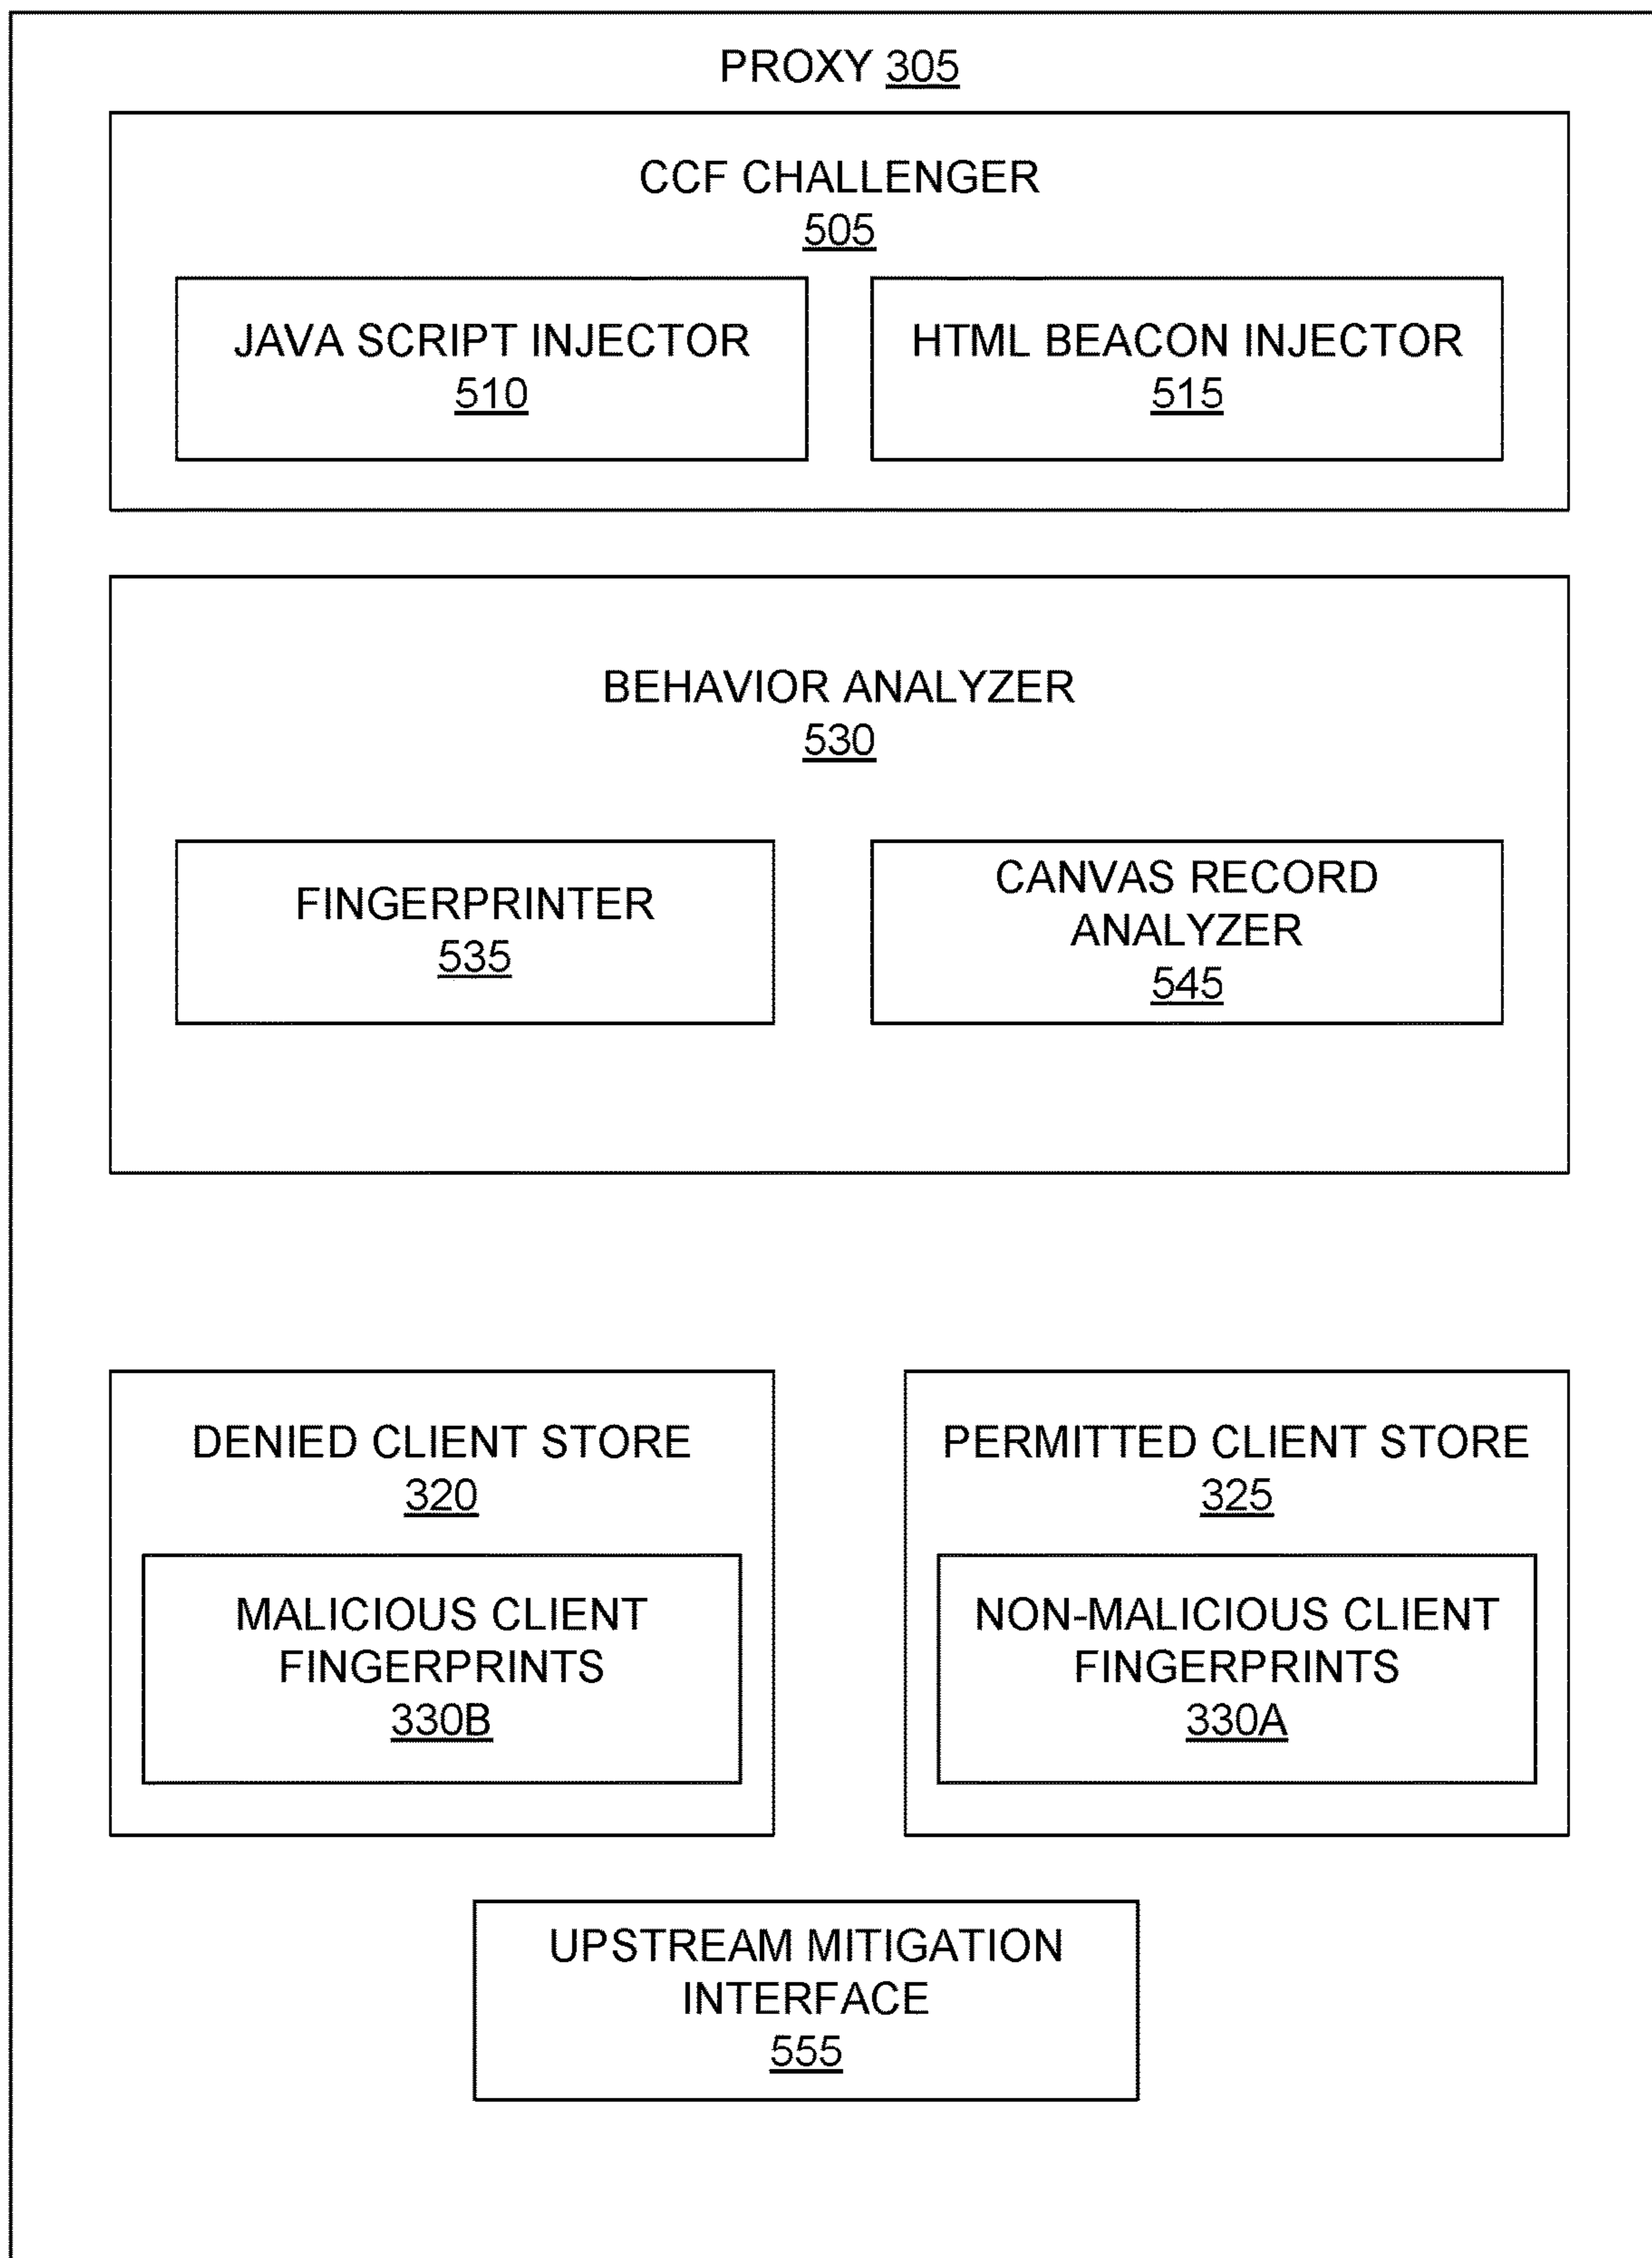 PROXY 305
CCF CHALLENGER
505
JAVA SCRIPT INJECTOR
510
HTML BEACON INJECTOR
515
BEHAVIOR ANALYZER
530
FINGERPRINTER
535
CANVAS RECORD
ANALYZER
545
DENIED CLIENT STORE
320
MALICIOUS CLIENT
FINGERPRINTS
330B
PERMITTED CLIENT STORE
325
NON-MALICIOUS CLIENT
FINGERPRINTS
330A
UPSTREAM MITIGATION
INTERFACE
555